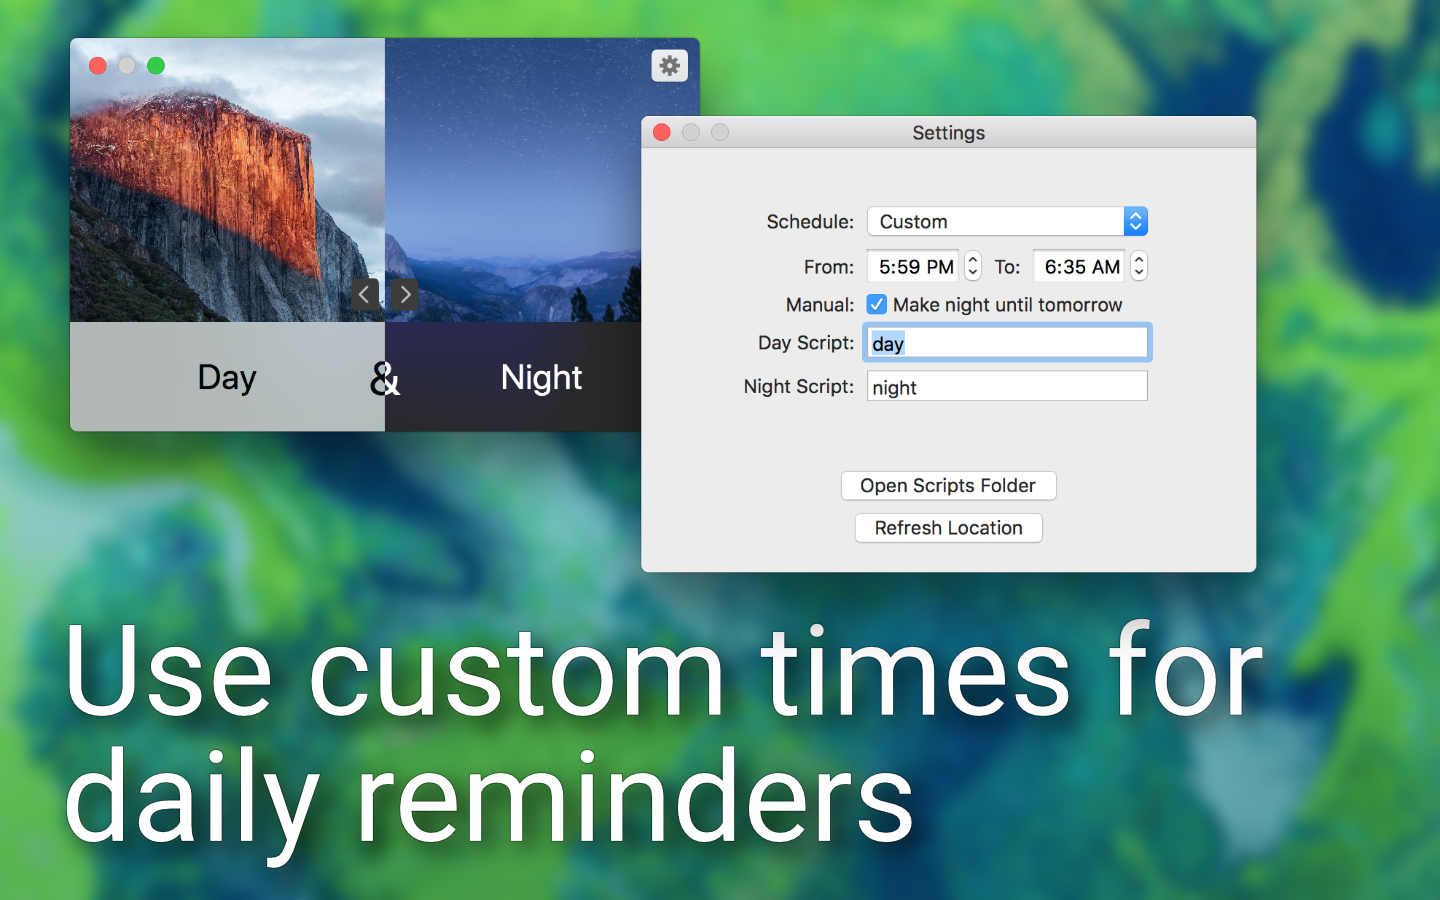 Day & Night
Settings
Schedule: Custom
From: 5:59 PM To: 6:35 AM
Manual: Make night until tomorrow
Day Script: day
Night Script: night
Open Scripts Folder
Refresh Location
Use custom times for
daily reminders